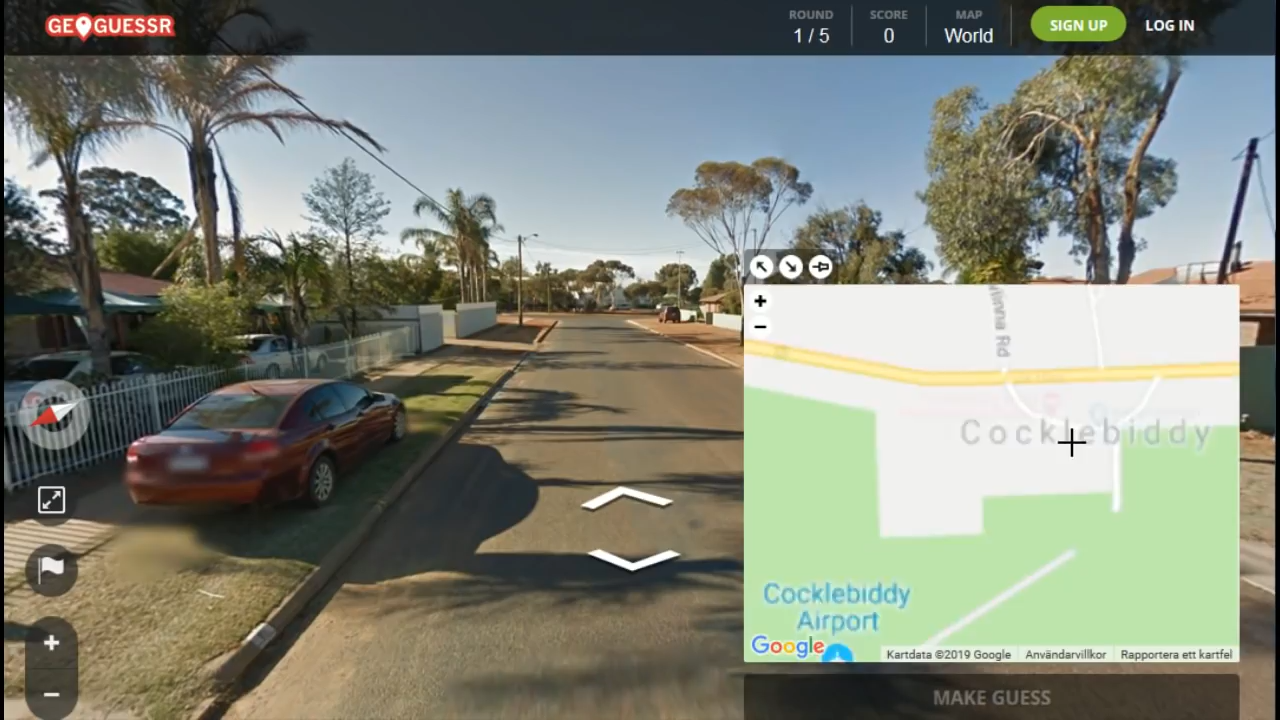 GEOGUESSR
ROUND
1 / 5
SCORE
0
MAP
World
SIGN UP
LOG IN
Rd
Cocklebiddy
Cocklebiddy
Airport
Google
Kartdata ©2019 Google
Användarvillkor
Rapportera ett kartfel
MAKE GUESS